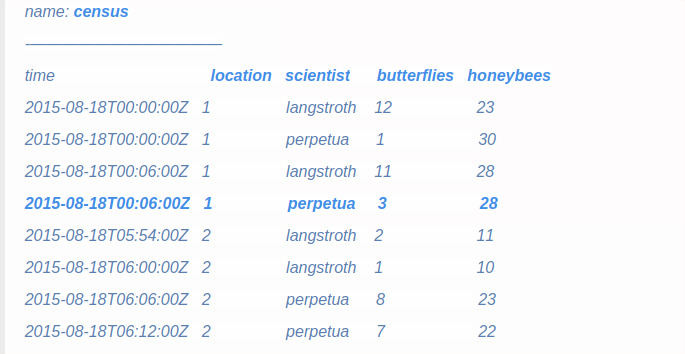 name: census
-------------------------------------
time location scientist butterflies honeybees
2015-08-18T00:00:00Z 1 langstroth 12 23
2015-08-18T00:00:00Z 1 perpetua 1 30
2015-08-18T00:06:00Z 1 langstroth 11 28
2015-08-18T00:06:00Z 1 perpetua 3 28
2015-08-18T05:54:00Z 2 langstroth 2 11
2015-08-18T06:00:00Z 2 langstroth 1 10
2015-08-18T06:06:00Z 2 perpetua 8 23
2015-08-18T06:12:00Z 2 perpetua 7 22